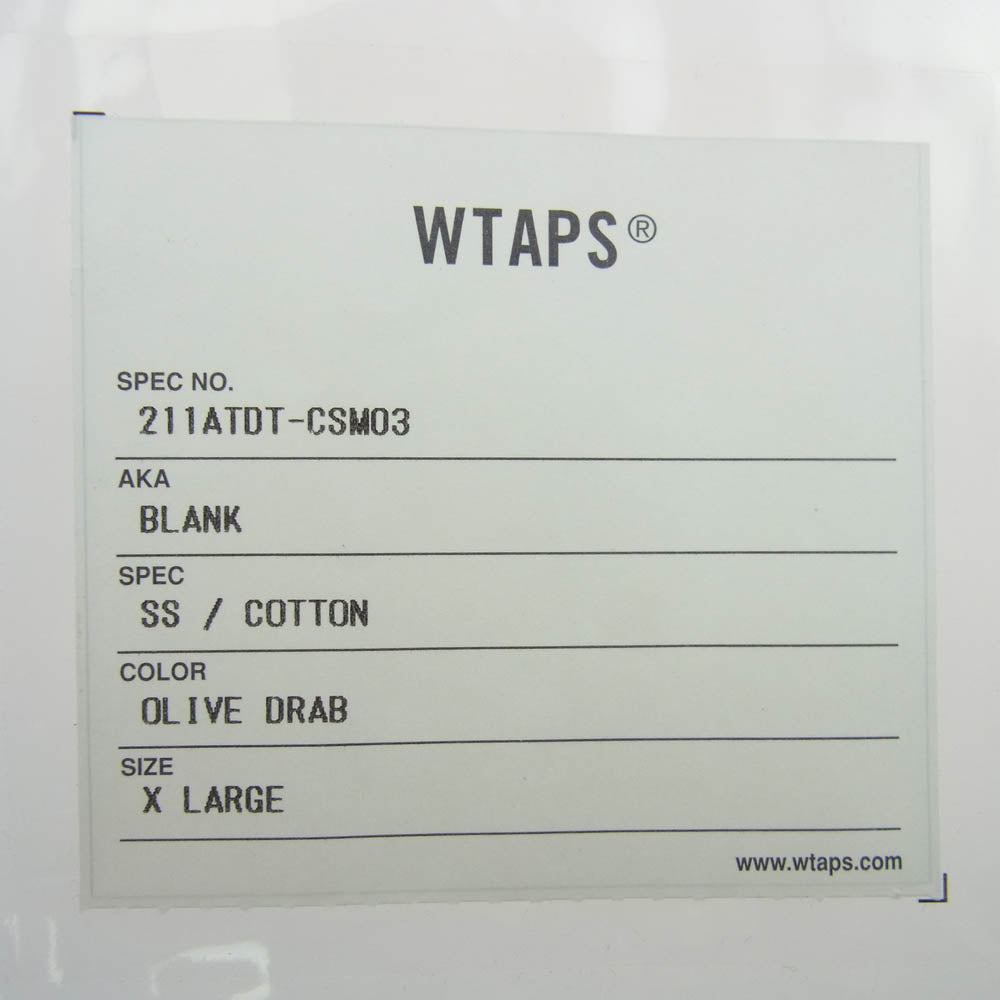 WTAPS®
SPEC NO.
211ATDT-CSM03
AKA
BLANK
SPEC
SS / COTTON
COLOR
OLIVE DRAB
SIZE
X LARGE
www.wtaps.com